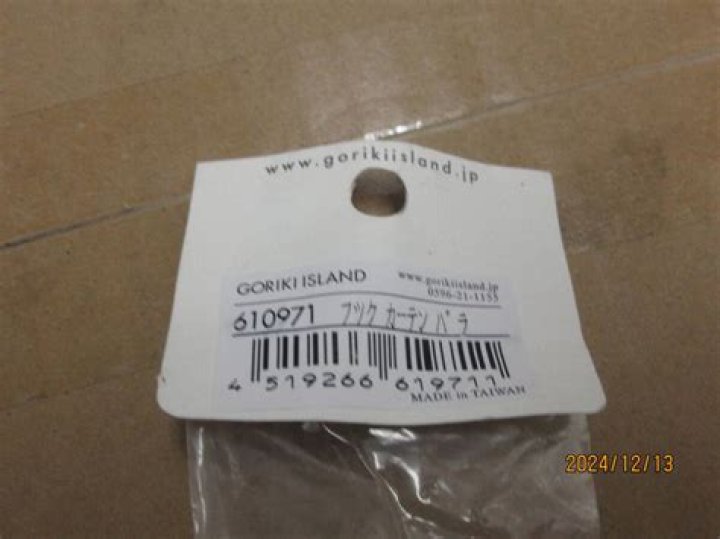 www.gorikiisland.jp
GORIKI ISLAND www.gorikiisland.jp
0596-21-1155
610971 フック カーテン バラ
4 519266 619711
MADE in TAIWAN
2024/12/13